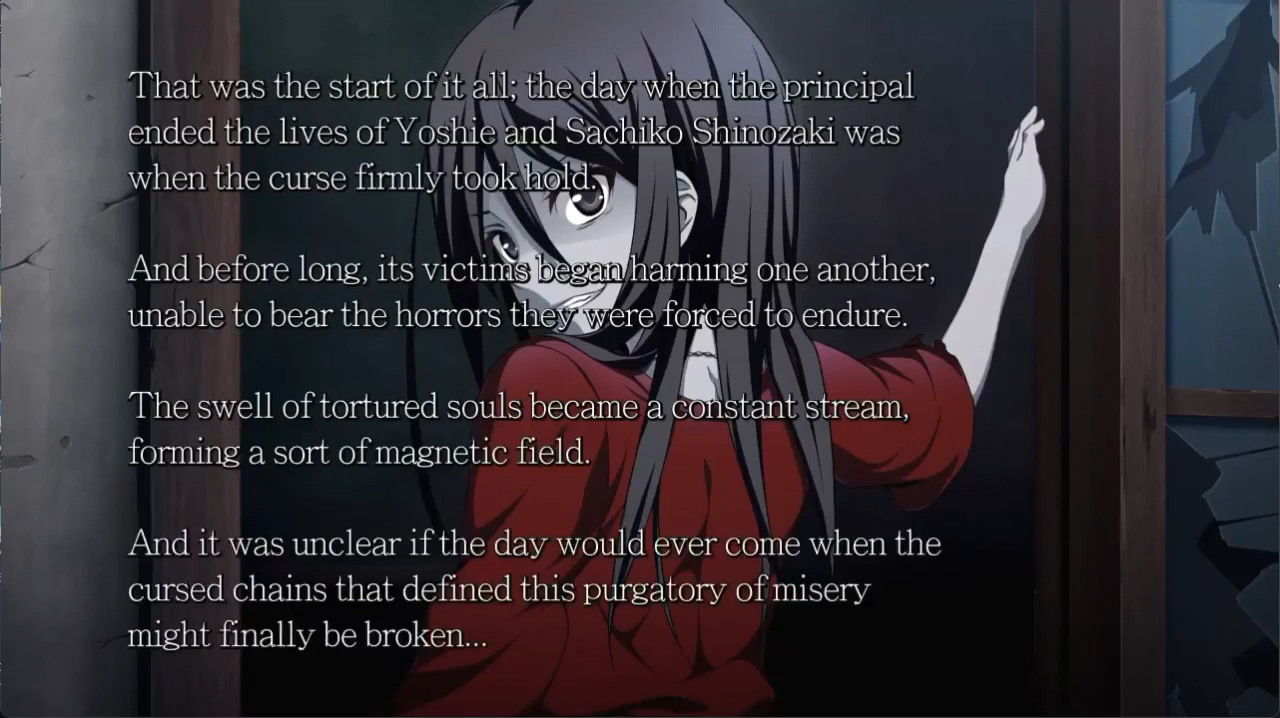 That was the start of it all; the day when the principal
ended the lives of Yoshie and Sachiko Shinozaki was
when the curse firmly took hold.
And before long, its victims began harming one another,
unable to bear the horrors they were forced to endure.
The swell of tortured souls became a constant stream,
forming a sort of magnetic field.
And it was unclear if the day would ever come when the
cursed chains that defined this purgatory of misery
might finally be broken...